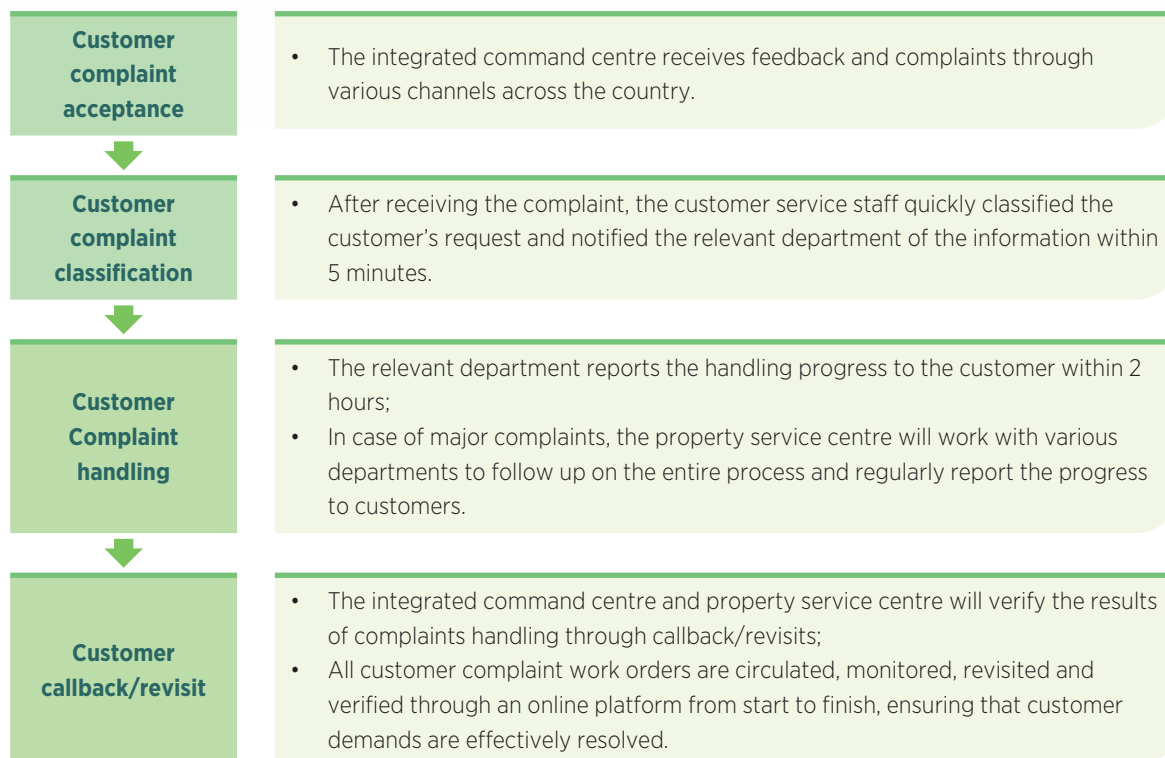 Customer
complaint
acceptance
• The integrated command centre receives feedback and complaints through
various channels across the country.
Customer
complaint
classification
• After receiving the complaint, the customer service staff quickly classified the
customer's request and notified the relevant department of the information within
5 minutes.
Customer
Complaint
handling
• The relevant department reports the handling progress to the customer within 2
hours;
• In case of major complaints, the property service centre will work with various
departments to follow up on the entire process and regularly report the progress
to customers.
Customer
callback/revisit
• The integrated command centre and property service centre will verify the results
of complaints handling through callback/revisits;
• All customer complaint work orders are circulated, monitored, revisited and
verified through an online platform from start to finish, ensuring that customer
demands are effectively resolved.